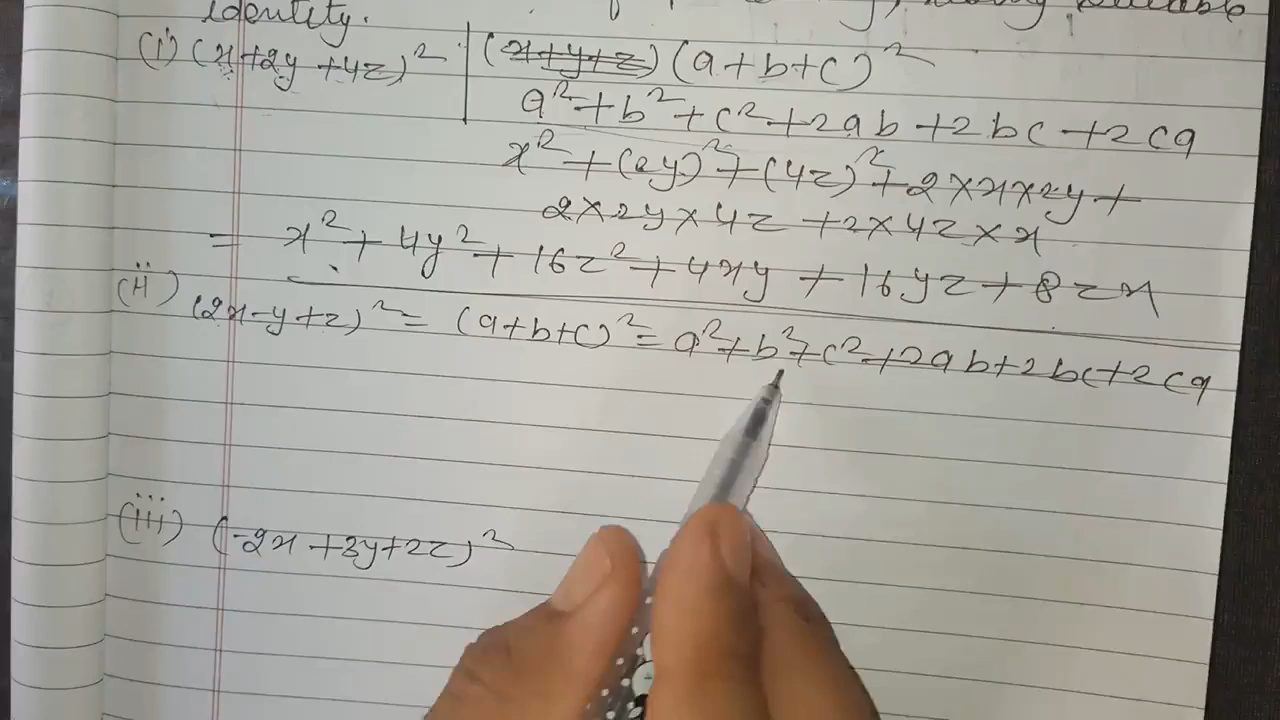 identity.
(i) (x+2y+4z)² | (x+y+z) (a+b+c)²
a²+b²+c²+2ab+2bc+2ca
x²+(2y)²+(4z)²+2×x×2y+
2×2y×4z+2×4z×x
= x²+4y²+16z²+4xy+16yz+8zx
(ii) (2x-y+z)² = (a+b+c)² = a²+b²+c²+2ab+2bc+2ca
(iii) (-2x+3y+2z)²